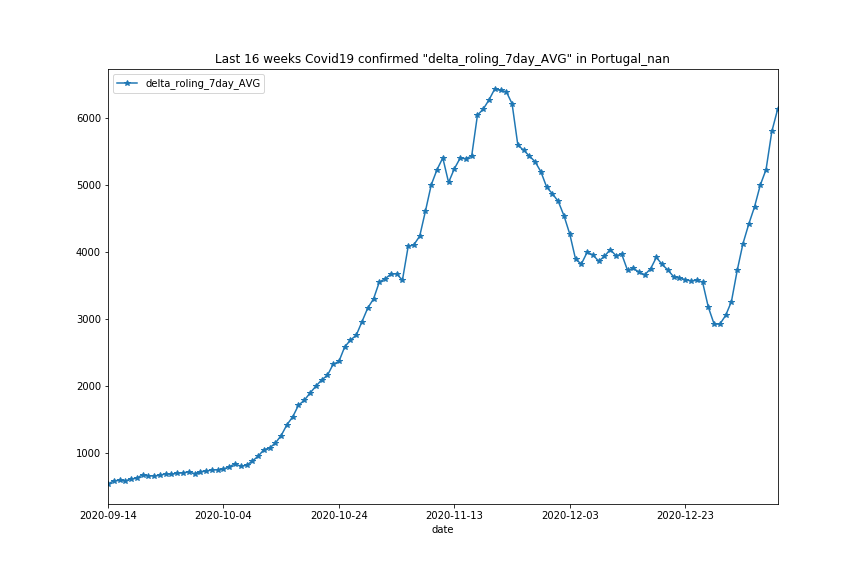 Last 16 weeks Covid19 confirmed "delta_roling_7day_AVG" in Portugal_nan
delta_roling_7day_AVG
6000
5000
4000
3000
2000
1000
2020-09-14 2020-10-04 2020-10-24 2020-11-13 2020-12-03 2020-12-23
date